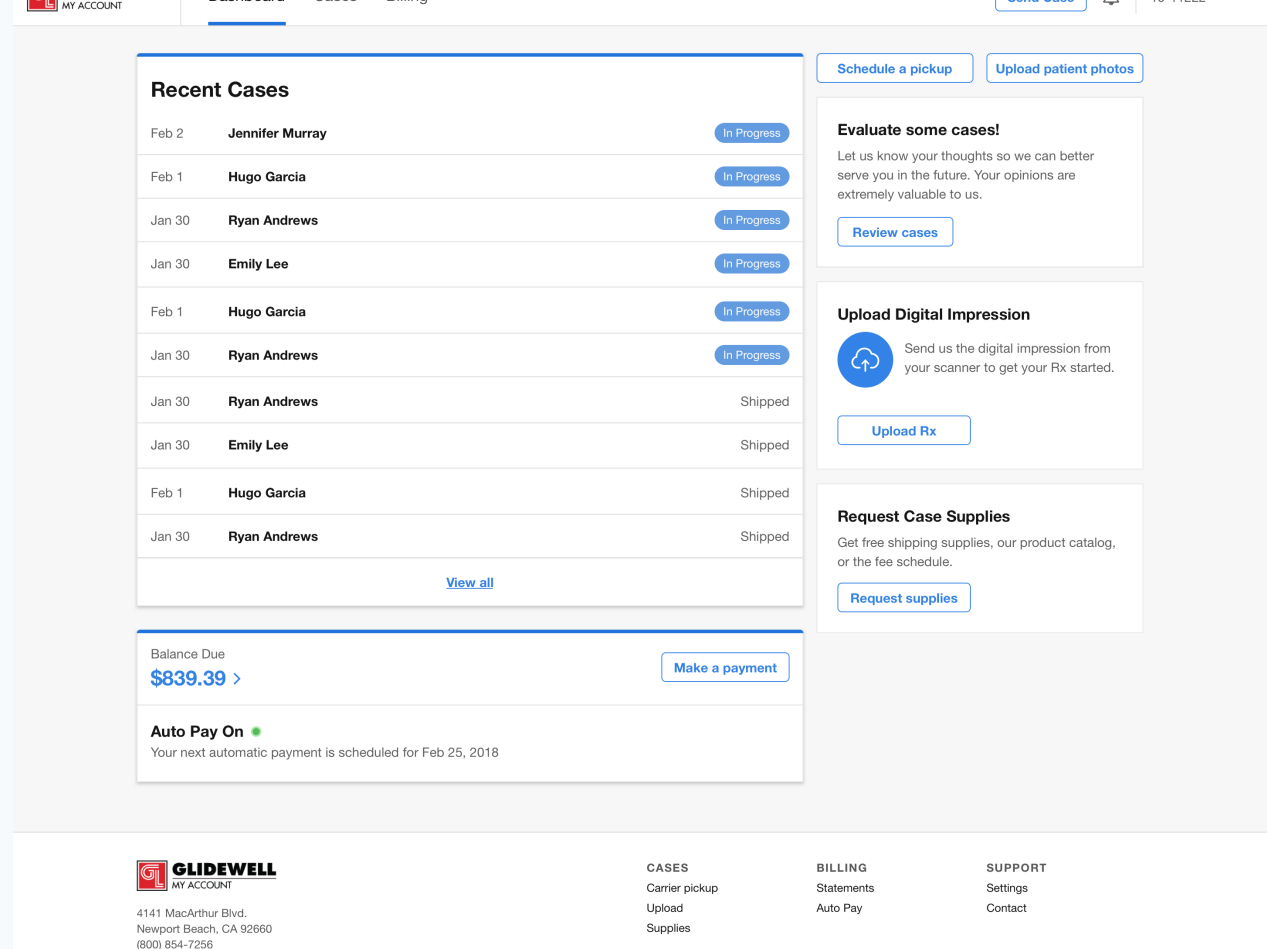 MY ACCOUNT
Dashboard Cases Billing
Send Case
Recent Cases
Feb 2 Jennifer Murray In Progress
Feb 1 Hugo Garcia In Progress
Jan 30 Ryan Andrews In Progress
Jan 30 Emily Lee In Progress
Feb 1 Hugo Garcia In Progress
Jan 30 Ryan Andrews In Progress
Jan 30 Ryan Andrews Shipped
Jan 30 Emily Lee Shipped
Feb 1 Hugo Garcia Shipped
Jan 30 Ryan Andrews Shipped
View all
Balance Due
$839.39 >
Make a payment
Auto Pay On
Your next automatic payment is scheduled for Feb 25, 2018
Schedule a pickup
Upload patient photos
Evaluate some cases!
Let us know your thoughts so we can better
serve you in the future. Your opinions are
extremely valuable to us.
Review cases
Upload Digital Impression
Send us the digital impression from
your scanner to get your Rx started.
Upload Rx
Request Case Supplies
Get free shipping supplies, our product catalog,
or the fee schedule.
Request supplies
GL GLIDEWELL
MY ACCOUNT
4141 MacArthur Blvd.
Newport Beach, CA 92660
(800) 854-7256
CASES
Carrier pickup
Upload
Supplies
BILLING
Statements
Auto Pay
SUPPORT
Settings
Contact